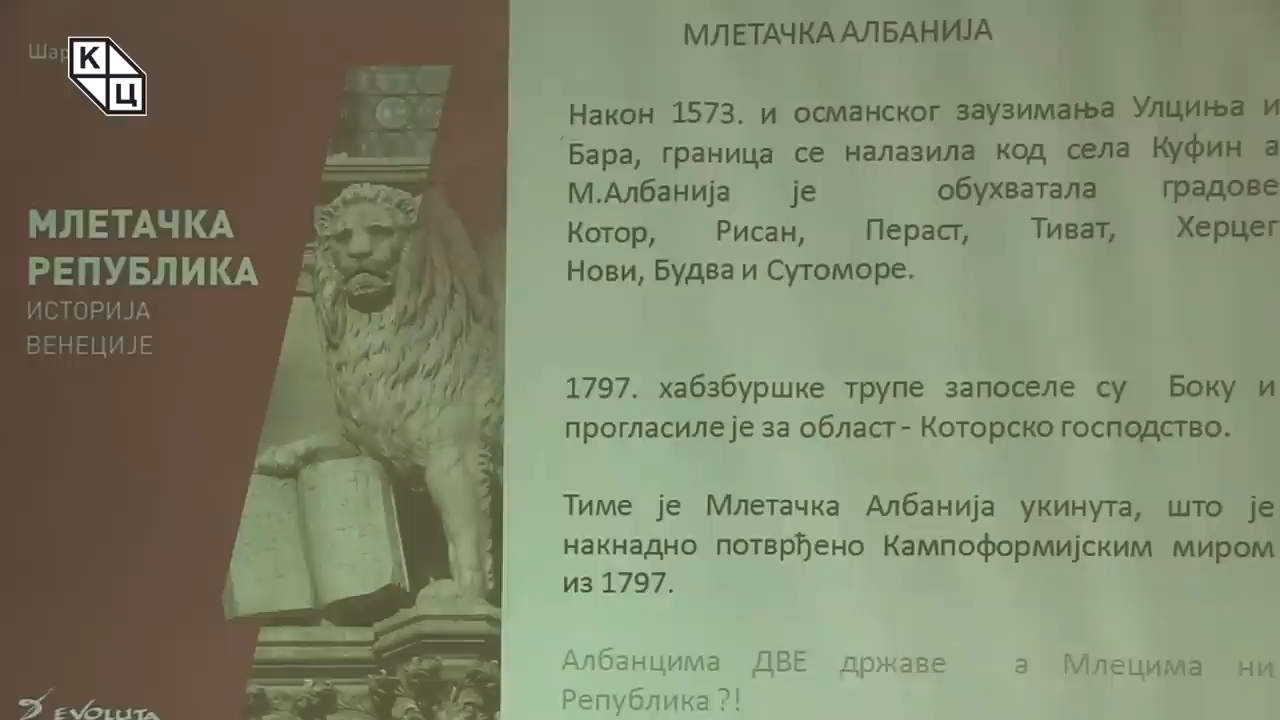 Шар
КЦ
МЛЕТАЧКА
РЕПУБЛИКА
ИСТОРИЈА
ВЕНЕЦИЈЕ
EVOLUTA
МЛЕТАЧКА АЛБАНИЈА
Након 1573. и османског заузимања Улциња и
Бара, граница се налазила код села Куфин а
М.Албанија је обухватала градове
Котор, Рисан, Пераст, Тиват, Херцег
Нови, Будва и Сутоморе.
1797. хабзбуршке трупе запоселе су Боку и
прогласиле је за област - Которско господство.
Тиме је Млетачка Албанија укинута, што је
накнадно потврђено Кампоформијским миром
из 1797.
Албанцима ДВЕ државе а Млецима ни
Република ?!